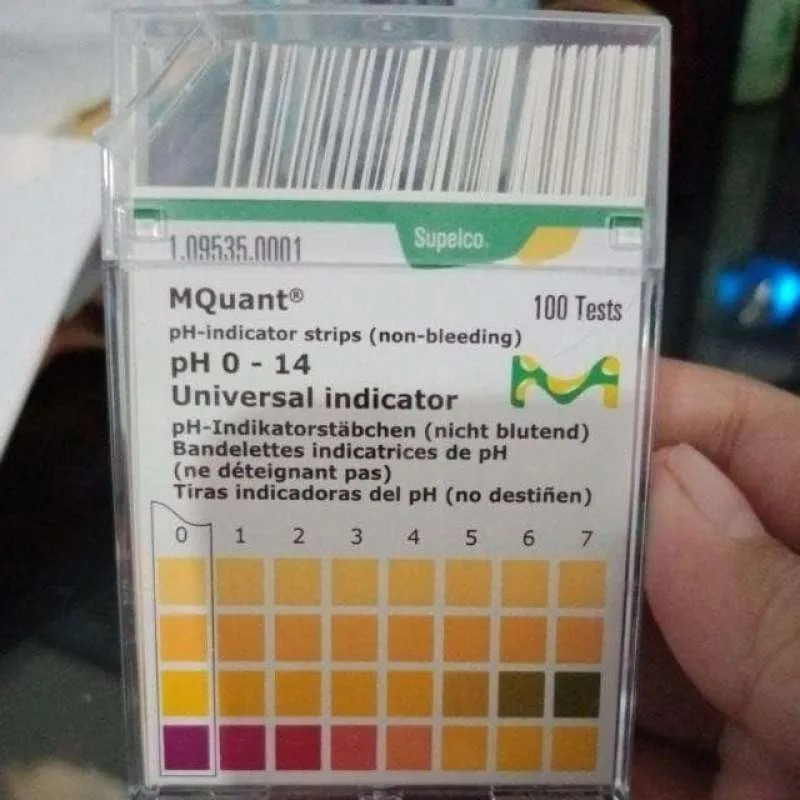 1.09535.0001
Supelco®
MQuant®
100 Tests
pH-indicator strips (non-bleeding)
pH 0 - 14
Universal indicator
pH-Indikatorstäbchen (nicht blutend)
Bandelettes indicatrices de pH
(ne déteignant pas)
Tiras indicadoras del pH (no destiñen)
0 1 2 3 4 5 6 7